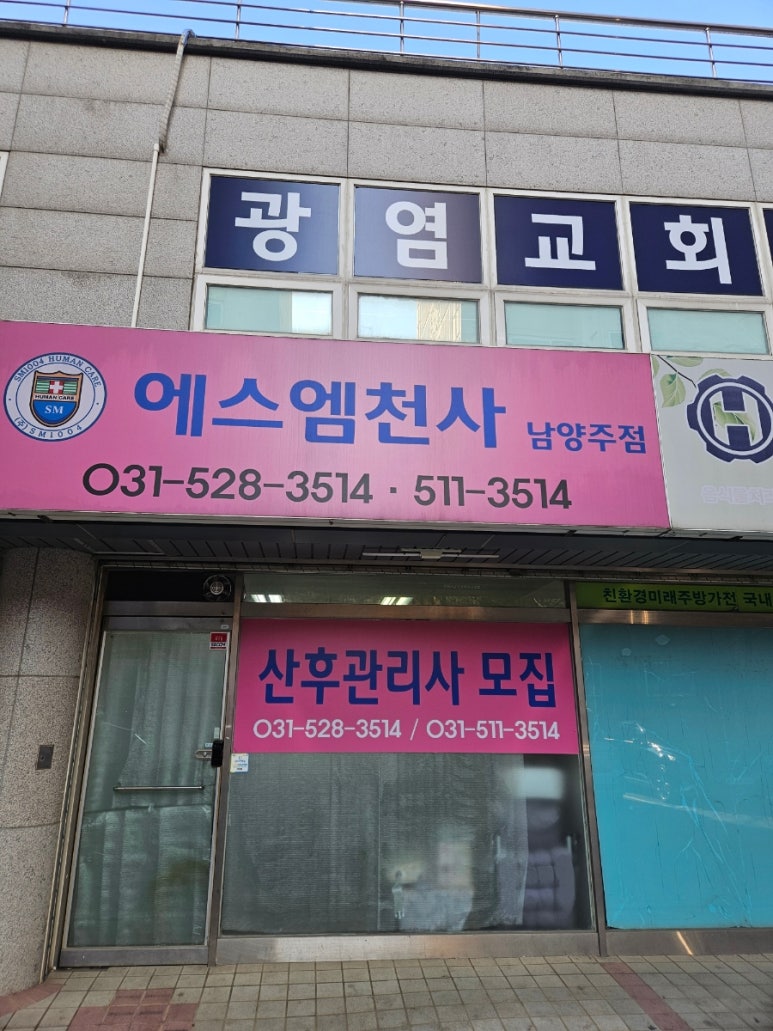 광염교회
SM1004 HUMAN CARE
HUMAN CARE
SM
(주)SM1004
에스엠천사 남양주점
031-528-3514 · 511-3514
H
친환경미래주방가전 국내
산후관리사 모집
031-528-3514 / 031-511-3514